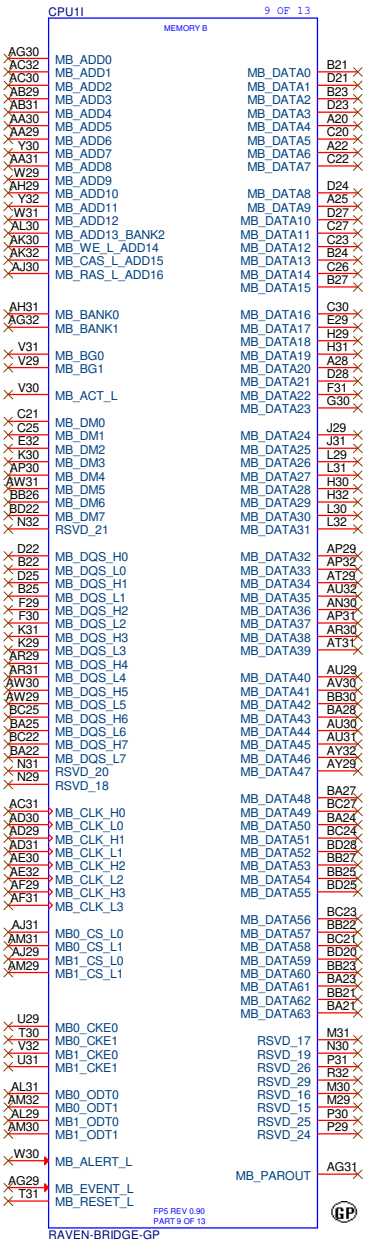 CPU1I 9 OF 13
MEMORY B
AG30 MB_ADD0
AC32 MB_ADD1
AC30 MB_ADD2
AB29 MB_ADD3
AB31 MB_ADD4
AA30 MB_ADD5
AA29 MB_ADD6
Y30 MB_ADD7
AA31 MB_ADD8
W29 MB_ADD9
AH29 MB_ADD10
Y32 MB_ADD11
W31 MB_ADD12
AL30 MB_ADD13_BANK2
AK30 MB_WE_L_ADD14
AK32 MB_CAS_L_ADD15
AJ30 MB_RAS_L_ADD16
AH31 MB_BANK0
AG32 MB_BANK1
V31 MB_BG0
V29 MB_BG1
V30 MB_ACT_L
C21 MB_DM0
C25 MB_DM1
E32 MB_DM2
K30 MB_DM3
AP30 MB_DM4
AW31 MB_DM5
BB26 MB_DM6
BD22 MB_DM7
N32 RSVD_21
D22 MB_DQS_H0
B22 MB_DQS_L0
D25 MB_DQS_H1
B25 MB_DQS_L1
F29 MB_DQS_H2
F30 MB_DQS_L2
K31 MB_DQS_H3
K29 MB_DQS_L3
AR29 MB_DQS_H4
AR31 MB_DQS_L4
AW30 MB_DQS_H5
AW29 MB_DQS_L5
BC25 MB_DQS_H6
BA25 MB_DQS_L6
BC22 MB_DQS_H7
BA22 MB_DQS_L7
N31 RSVD_20
N29 RSVD_18
AC31 MB_CLK_H0
AD30 MB_CLK_L0
AD29 MB_CLK_H1
AD31 MB_CLK_L1
AE30 MB_CLK_H2
AE32 MB_CLK_L2
AF29 MB_CLK_H3
AF31 MB_CLK_L3
AJ31 MB0_CS_L0
AM31 MB0_CS_L1
AJ29 MB1_CS_L0
AM29 MB1_CS_L1
U29 MB0_CKE0
T30 MB0_CKE1
V32 MB1_CKE0
U31 MB1_CKE1
AL31 MB0_ODT0
AM32 MB0_ODT1
AL29 MB1_ODT0
AM30 MB1_ODT1
W30 MB_ALERT_L
AG29 MB_EVENT_L
T31 MB_RESET_L
MB_DATA0 B21
MB_DATA1 D21
MB_DATA2 B23
MB_DATA3 D23
MB_DATA4 A20
MB_DATA5 C20
MB_DATA6 A22
MB_DATA7 C22
MB_DATA8 D24
MB_DATA9 A25
MB_DATA10 D27
MB_DATA11 C27
MB_DATA12 C23
MB_DATA13 B24
MB_DATA14 C26
MB_DATA15 B27
MB_DATA16 C30
MB_DATA17 E29
MB_DATA18 H29
MB_DATA19 H31
MB_DATA20 A28
MB_DATA21 D28
MB_DATA22 F31
MB_DATA23 G30
MB_DATA24 J29
MB_DATA25 J31
MB_DATA26 L29
MB_DATA27 L31
MB_DATA28 H30
MB_DATA29 H32
MB_DATA30 L30
MB_DATA31 L32
MB_DATA32 AP29
MB_DATA33 AP32
MB_DATA34 AT29
MB_DATA35 AU32
MB_DATA36 AN30
MB_DATA37 AP31
MB_DATA38 AR30
MB_DATA39 AT31
MB_DATA40 AU29
MB_DATA41 AV30
MB_DATA42 BB30
MB_DATA43 BA28
MB_DATA44 AU30
MB_DATA45 AU31
MB_DATA46 AY32
MB_DATA47 AY29
MB_DATA48 BA27
MB_DATA49 BC27
MB_DATA50 BA24
MB_DATA51 BC24
MB_DATA52 BD28
MB_DATA53 BB27
MB_DATA54 BB25
MB_DATA55 BD25
MB_DATA56 BC23
MB_DATA57 BB22
MB_DATA58 BC21
MB_DATA59 BD20
MB_DATA60 BB23
MB_DATA61 BA23
MB_DATA62 BB21
MB_DATA63 BA21
RSVD_17 M31
RSVD_19 N30
RSVD_26 P31
RSVD_29 R32
RSVD_16 M30
RSVD_15 M29
RSVD_25 P30
RSVD_24 P29
MB_PAROUT AG31
FP5 REV 0.90
PART 9 OF 13
GP
RAVEN-BRIDGE-GP